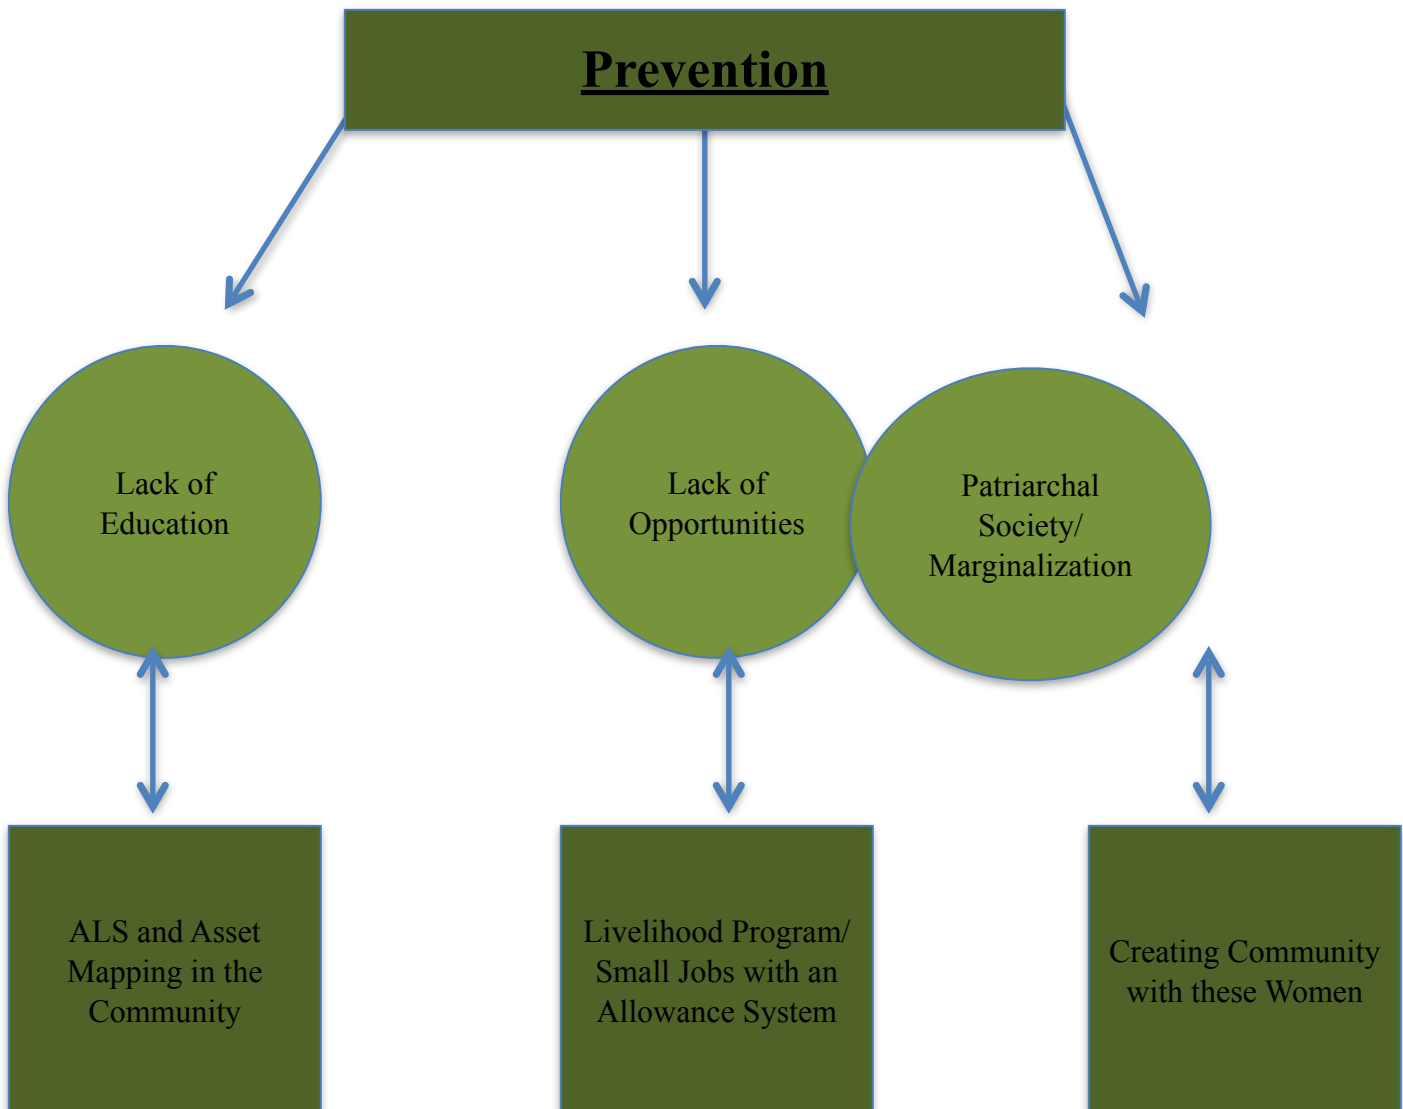 Prevention
Lack of
Education
Lack of
Opportunities
Patriarchal
Society/
Marginalization
ALS and Asset
Mapping in the
Community
Livelihood Program/
Small Jobs with an
Allowance System
Creating Community
with these Women